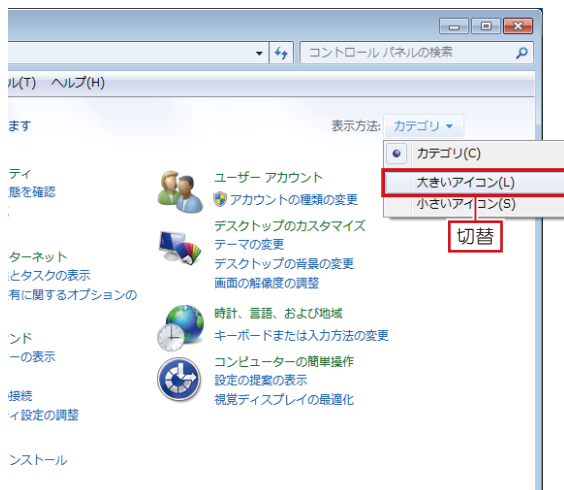 コントロール パネルの検索
ル(T) ヘルプ(H)
ます
表示方法: カテゴリ
カテゴリ(C)
大きいアイコン(L)
小さいアイコン(S)
切替
ティ
態を確認
ターネット
とタスクの表示
有に関するオプションの
ンド
ーの表示
接続
ィ設定の調整
ンストール
ユーザー アカウント
アカウントの種類の変更
デスクトップのカスタマイズ
テーマの変更
デスクトップの背景の変更
画面の解像度の調整
時計、言語、および地域
キーボードまたは入力方法の変更
コンピューターの簡単操作
設定の提案の表示
視覚ディスプレイの最適化